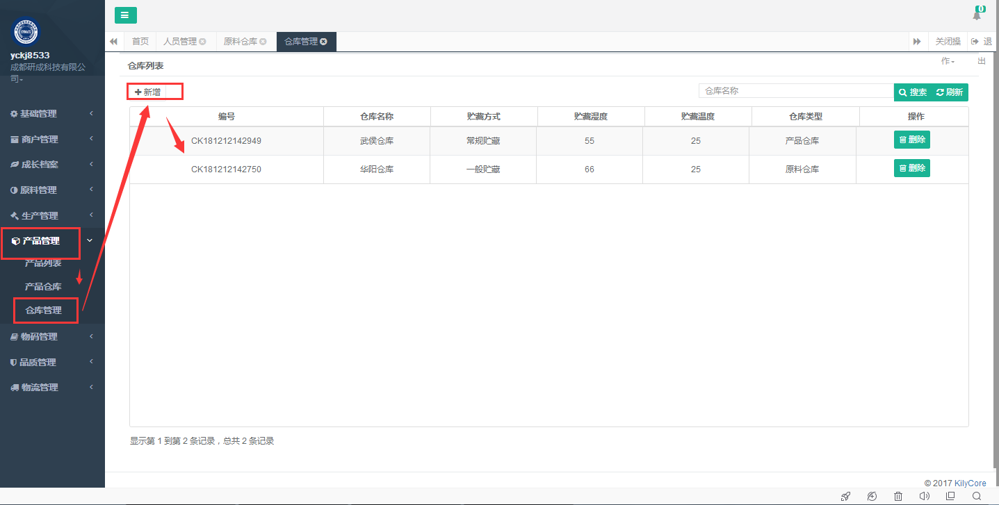 yckj8533
成都研成科技有限公
司
基础管理
商户管理
成长档案
原料管理
生产管理
产品管理
产品列表
产品仓库
仓库管理
物码管理
品质管理
物流管理
0
首页 人员管理 原料仓库 仓库管理 关闭操 退
作 出
仓库列表
新增 仓库名称 搜索 刷新
编号 仓库名称 贮藏方式 贮藏湿度 贮藏温度 仓库类型 操作
CK181212142949 武侯仓库 常规贮藏 55 25 产品仓库 删除
CK181212142750 华阳仓库 一般贮藏 66 25 原料仓库 删除
显示第 1 到第 2 条记录，总共 2 条记录
© 2017 KilyCore